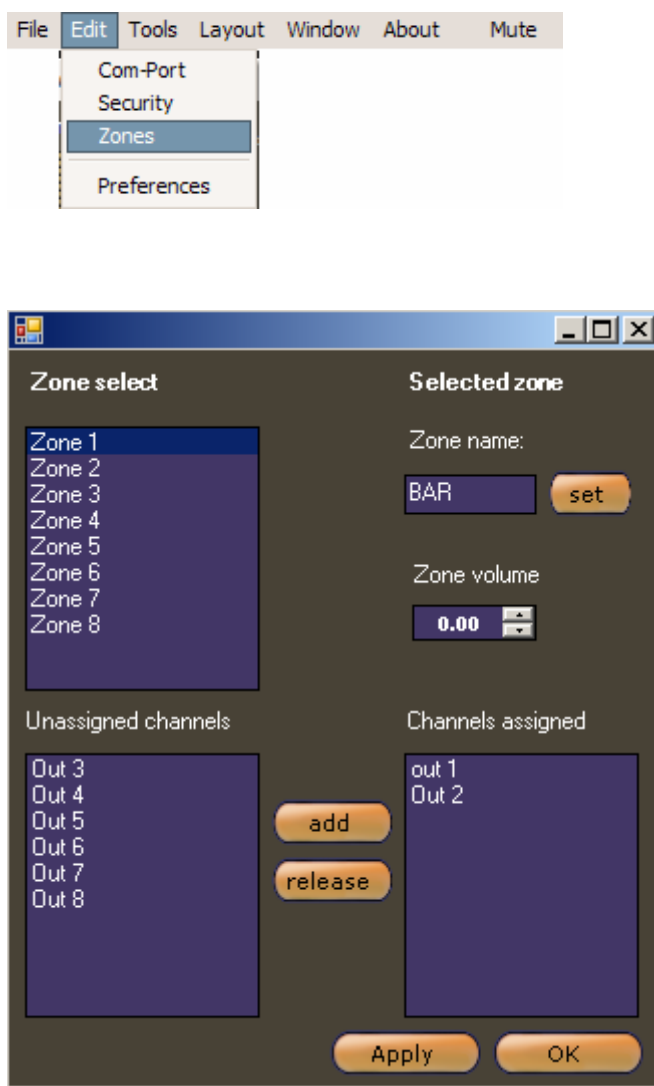 File Edit Tools Layout Window About Mute
Com-Port
Security
Zones
Preferences
Zone select
Selected zone
Zone 1
Zone 2
Zone 3
Zone 4
Zone 5
Zone 6
Zone 7
Zone 8
Zone name:
BAR
set
Zone volume
0.00
Unassigned channels
Out 3
Out 4
Out 5
Out 6
Out 7
Out 8
add
release
Channels assigned
out 1
Out 2
Apply
OK